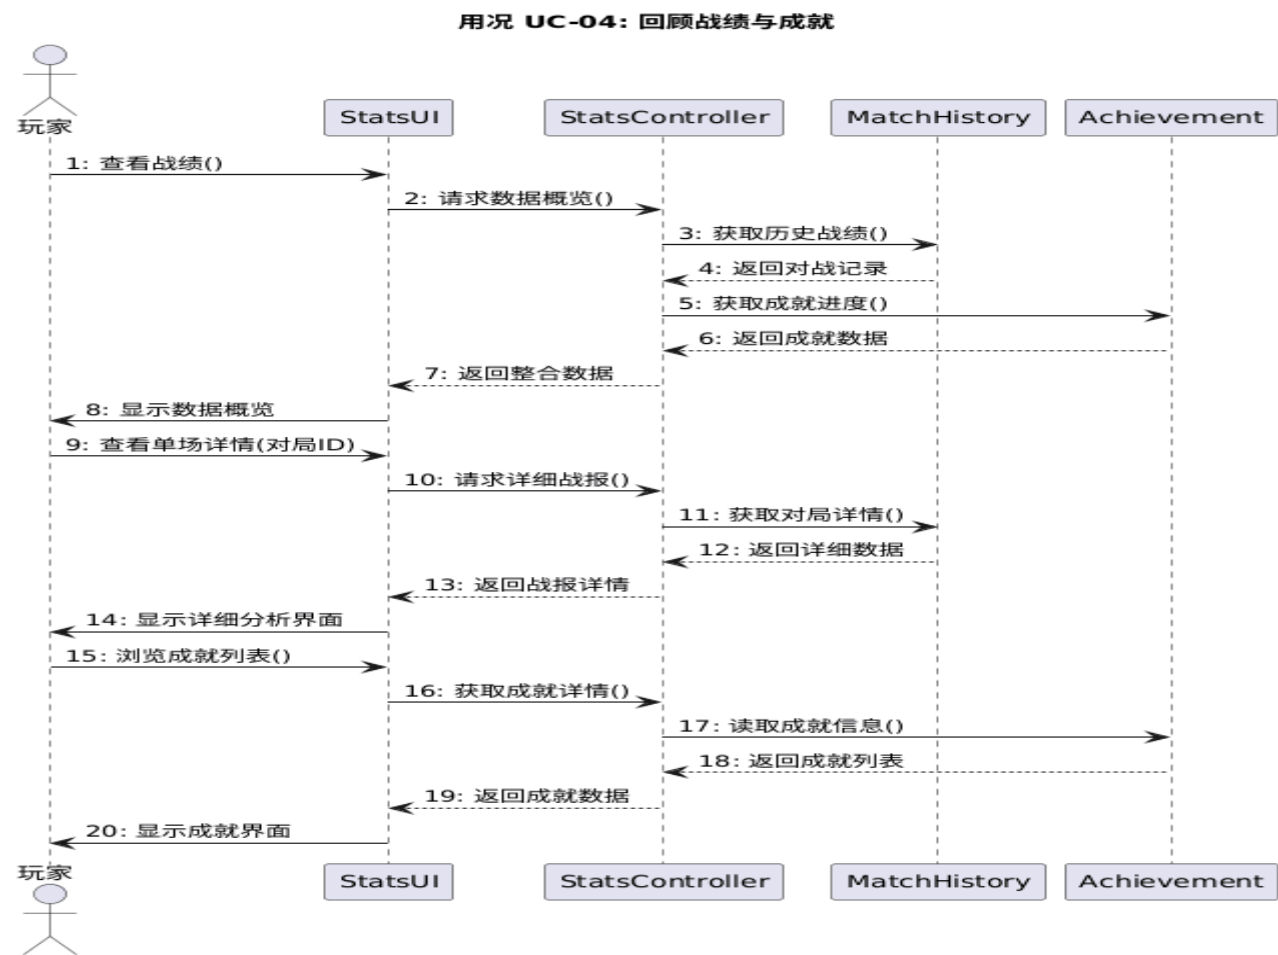 用况 UC-04: 回顾战绩与成就
玩家
StatsUI
StatsController
MatchHistory
Achievement
1: 查看战绩()
2: 请求数据概览()
3: 获取历史战绩()
4: 返回对战记录
5: 获取成就进度()
6: 返回成就数据
7: 返回整合数据
8: 显示数据概览
9: 查看单场详情(对局ID)
10: 请求详细战报()
11: 获取对局详情()
12: 返回详细数据
13: 返回战报详情
14: 显示详细分析界面
15: 浏览成就列表()
16: 获取成就详情()
17: 读取成就信息()
18: 返回成就列表
19: 返回成就数据
20: 显示成就界面
玩家
StatsUI
StatsController
MatchHistory
Achievement